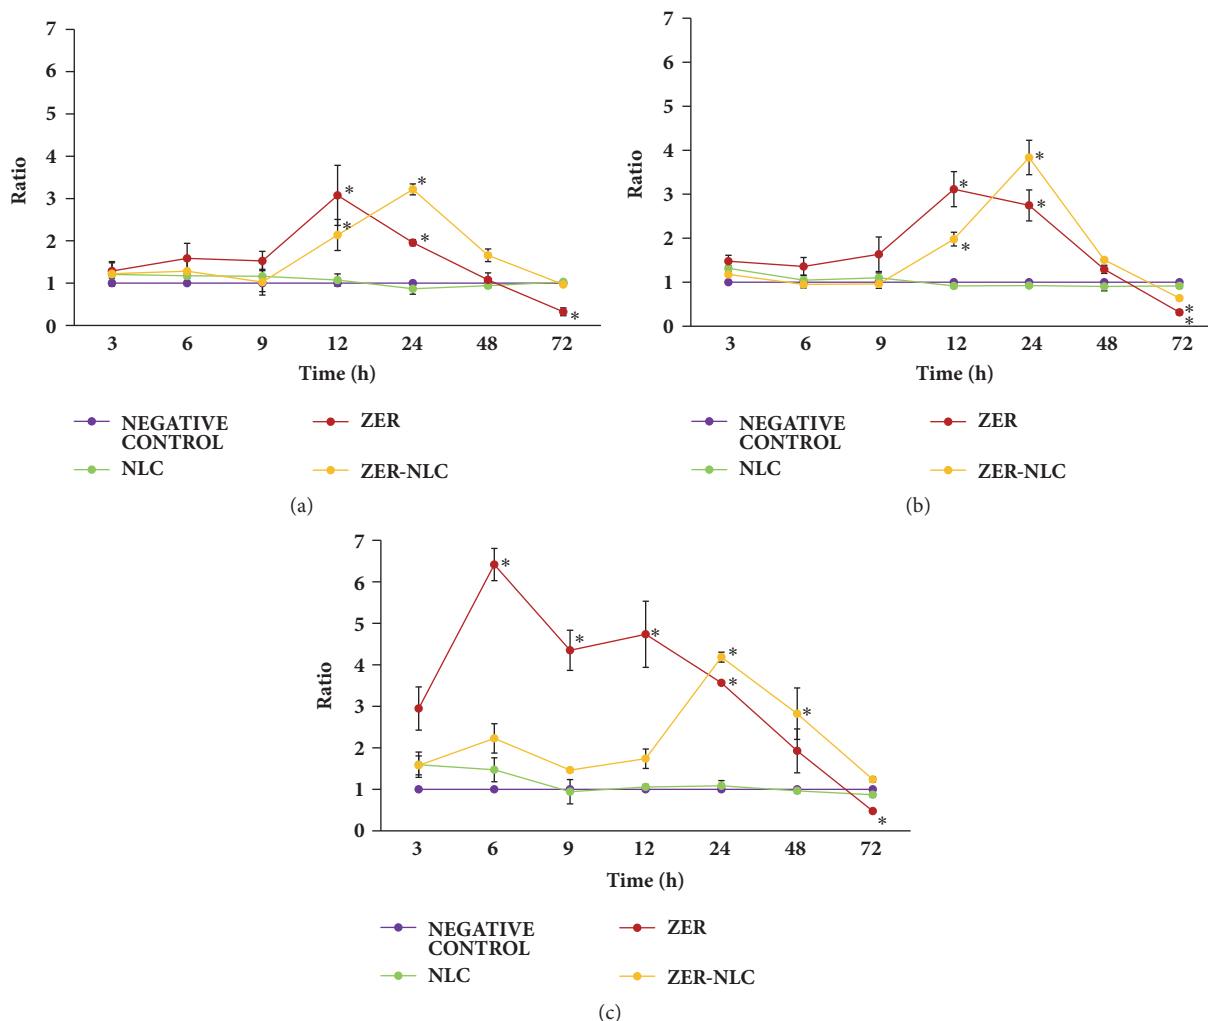 7
6
5
4
3
2
1
0
Ratio
3 6 9 12 24 48 72
Time (h)
* * * * *
NEGATIVE CONTROL
ZER
NLC
ZER-NLC
(a)
7
6
5
4
3
2
1
0
Ratio
3 6 9 12 24 48 72
Time (h)
* * * * * *
NEGATIVE CONTROL
ZER
NLC
ZER-NLC
(b)
7
6
5
4
3
2
1
0
Ratio
3 6 9 12 24 48 72
Time (h)
* * * * * * *
NEGATIVE CONTROL
ZER
NLC
ZER-NLC
(c)